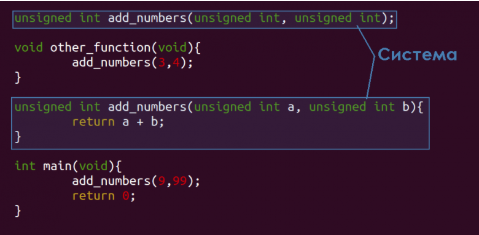 unsigned int add_numbers(unsigned int, unsigned int);
void other_function(void){
add_numbers(3,4);
}
Система
unsigned int add_numbers(unsigned int a, unsigned int b){
return a + b;
}
int main(void){
add_numbers(9,99);
return 0;
}